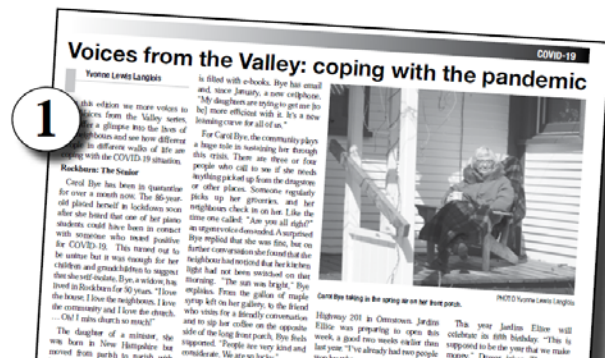 COVID-19
Voices from the Valley: coping with the pandemic
1
Yvonne Lewis Langlois
this edition we more voices to
oices from the Valley series,
a glimpse into the lives of
ghbours and see how different
in different walks of life are
coping with the COVID-19 situation.
Rockburn: The Senior
Carol Bye has been in quarantine
for over a month now. The 86-year-
old placed herself in lockdown soon
after she heard that one of her piano
students could have been in contact
with someone who tested positive
for COVID-19. This turned out to
be untrue but it was enough for her
children and grandchildren to suggest
that she self-isolate. Bye, a widow, has
lived in Rockburn for 50 years. "I love
the house, I love the neighbours, I love
the community and I love the church.
... Oh! I miss church so much!"
The daughter of a minister, she
was born in New Hampshire but
moved from parish to parish with
is filled with e-books. Bye has email
and, since January, a new cellphone.
"My daughters are trying to get me [to
be] more efficient with it. It's a new
learning curve for all of us."
For Carol Bye, the community plays
a huge role in sustaining her through
this crisis. There are three or four
people who call to see if she needs
anything picked up from the drugstore
or other places. Someone regularly
picks up her groceries, and her
neighbours check in on her. Like the
time one called: "Are you all right?"
an urgent voice demanded. A surprised
Bye replied that she was fine, but on
further conversation she found that the
neighbour had noticed that her kitchen
light had not been switched on that
morning. "The sun was bright," Bye
explains. From the gallon of maple
syrup left on her gallery, to the friend
who visits for a friendly conversation
and to sip her coffee on the opposite
side of the long front porch, Bye feels
supported. "People are very kind and
considerate. We are so lucky."
Carol Bye taking in the spring air on her front porch.
PHOTO Yvonne Lewis Langlois
Highway 201 in Ormstown. Jardins
Ellice was preparing to open this
week, a good two weeks earlier than
last year. "I've already had two people
This year Jardins Ellice will
celebrate its fifth birthday. "This is
supposed to be the year that we make